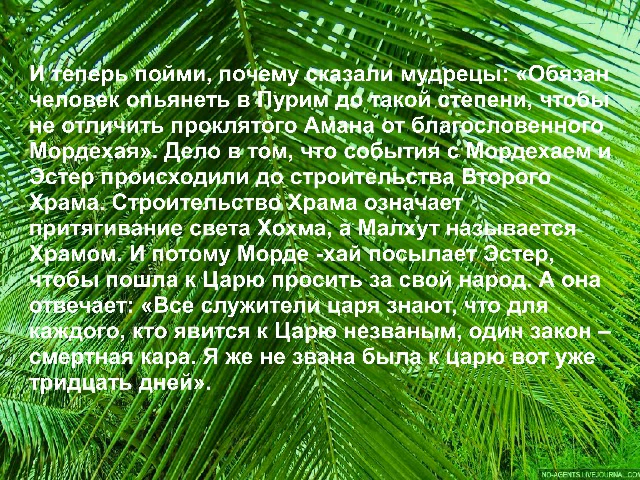 И теперь пойми, почему сказали мудрецы: «Обязан
человек опьянеть в Пурим до такой степени, чтобы
не отличить проклятого Амана от благословенного
Мордехая». Дело в том, что события с Мордехаем и
Эстер происходили до строительства Второго
Храма. Строительство Храма означает
притягивание света Хохма, а Малхут называется
Храмом. И потому Морде -хай посылает Эстер,
чтобы пошла к Царю просить за свой народ. А она
отвечает: «Все служители царя знают, что для
каждого, кто явится к Царю незваным, один закон –
смертная кара. Я же не звана была к царю вот уже
тридцать дней».
NO-AGENTS.LIVEJOURNAL.COM